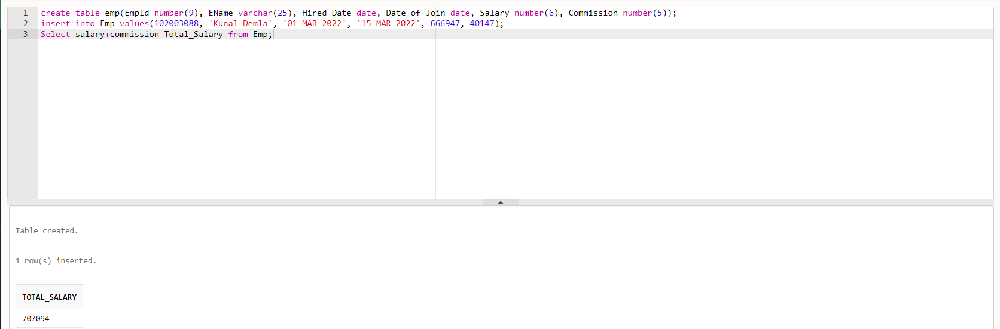 1 create table emp(EmpId number(9), EName varchar(25), Hired_Date date, Date_of_Join date, Salary number(6), Commission number(5));
2 insert into Emp values(102003088, 'Kunal Demla', '01-MAR-2022', '15-MAR-2022', 666947, 40147);
3 Select salary+commission Total_Salary from Emp;
Table created.
1 row(s) inserted.
TOTAL_SALARY
707094